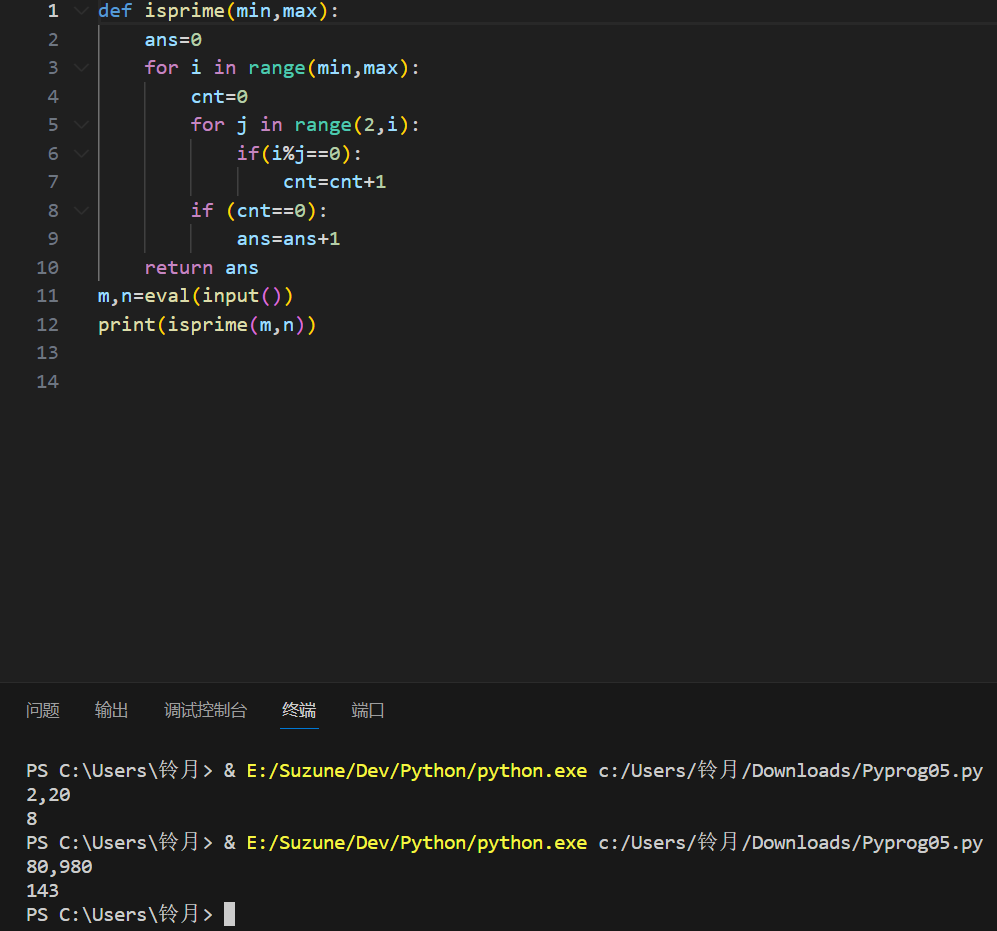 1 def isprime(min,max):
2     ans=0
3     for i in range(min,max):
4         cnt=0
5         for j in range(2,i):
6             if(i%j==0):
7                 cnt=cnt+1
8         if (cnt==0):
9             ans=ans+1
10     return ans
11 m,n=eval(input())
12 print(isprime(m,n))
13
14
问题 输出 调试控制台 终端 端口
PS C:\Users\铃月> & E:/Suzune/Dev/Python/python.exe c:/Users/铃月/Downloads/Pyprog05.py
2,20
8
PS C:\Users\铃月> & E:/Suzune/Dev/Python/python.exe c:/Users/铃月/Downloads/Pyprog05.py
80,980
143
PS C:\Users\铃月>